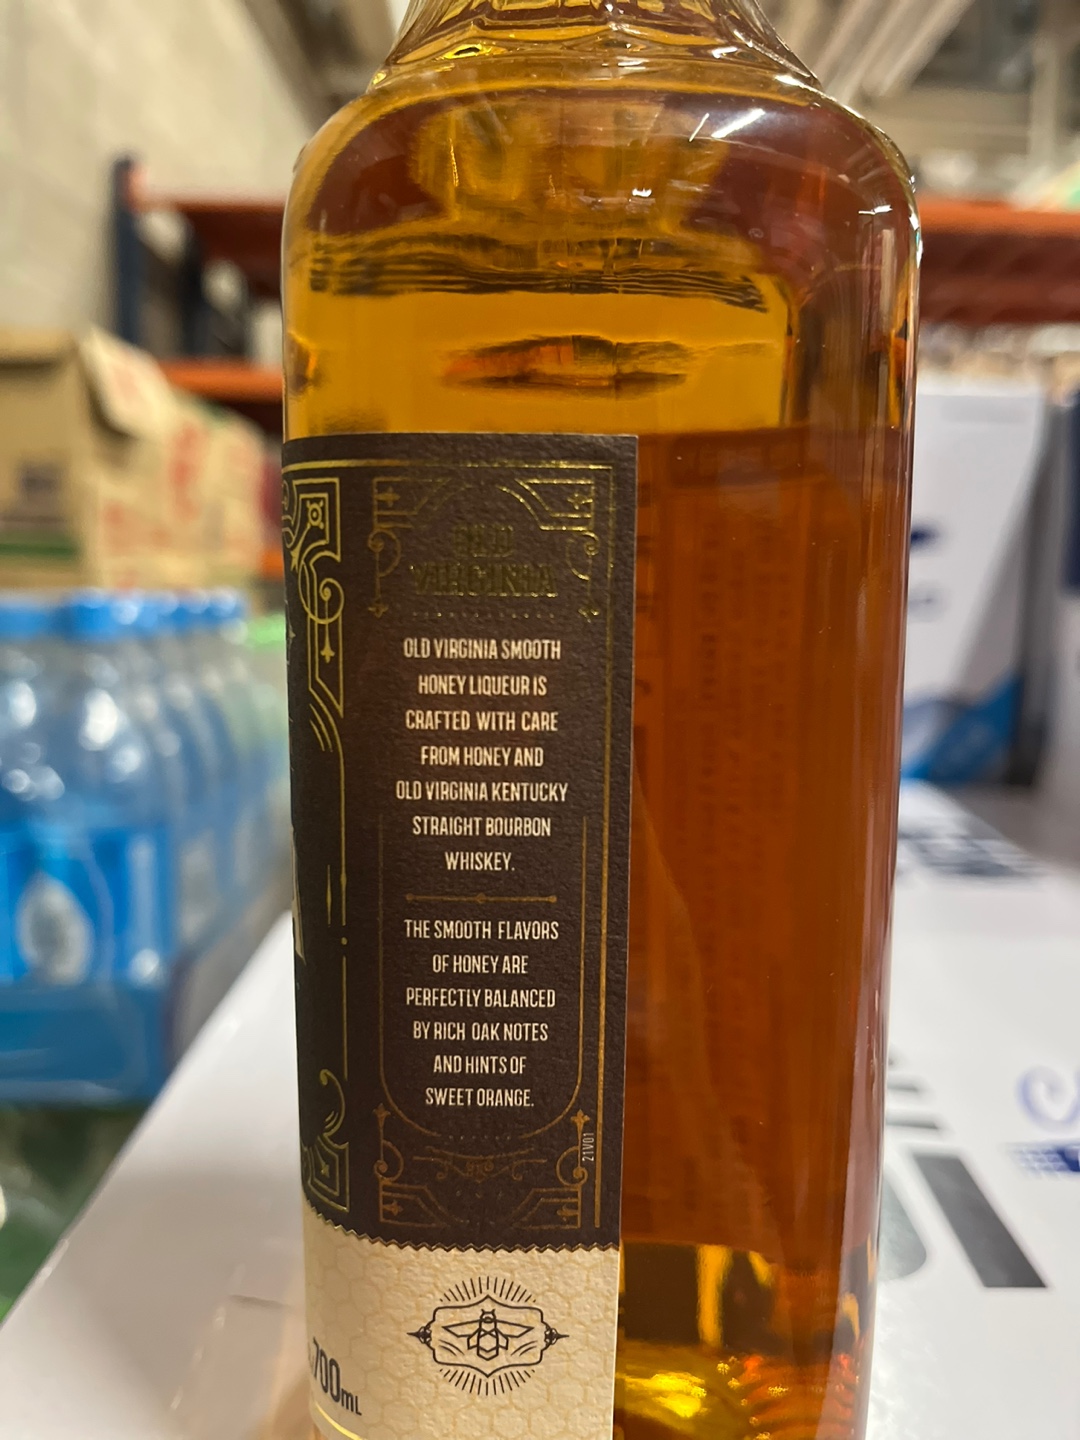 OLD
VIRGINIA
OLD VIRGINIA SMOOTH
HONEY LIQUEUR IS
CRAFTED WITH CARE
FROM HONEY AND
OLD VIRGINIA KENTUCKY
STRAIGHT BOURBON
WHISKEY.
THE SMOOTH FLAVORS
OF HONEY ARE
PERFECTLY BALANCED
BY RICH OAK NOTES
AND HINTS OF
SWEET ORANGE.
21V01
700mL